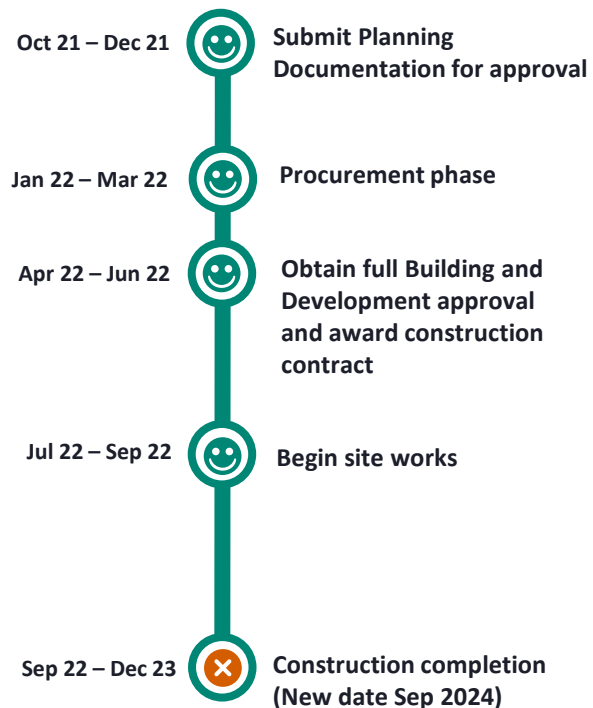 Oct 21 – Dec 21
Submit Planning
Documentation for approval
Jan 22 – Mar 22
Procurement phase
Apr 22 – Jun 22
Obtain full Building and
Development approval
and award construction
contract
Jul 22 – Sep 22
Begin site works
Sep 22 – Dec 23
Construction completion
(New date Sep 2024)